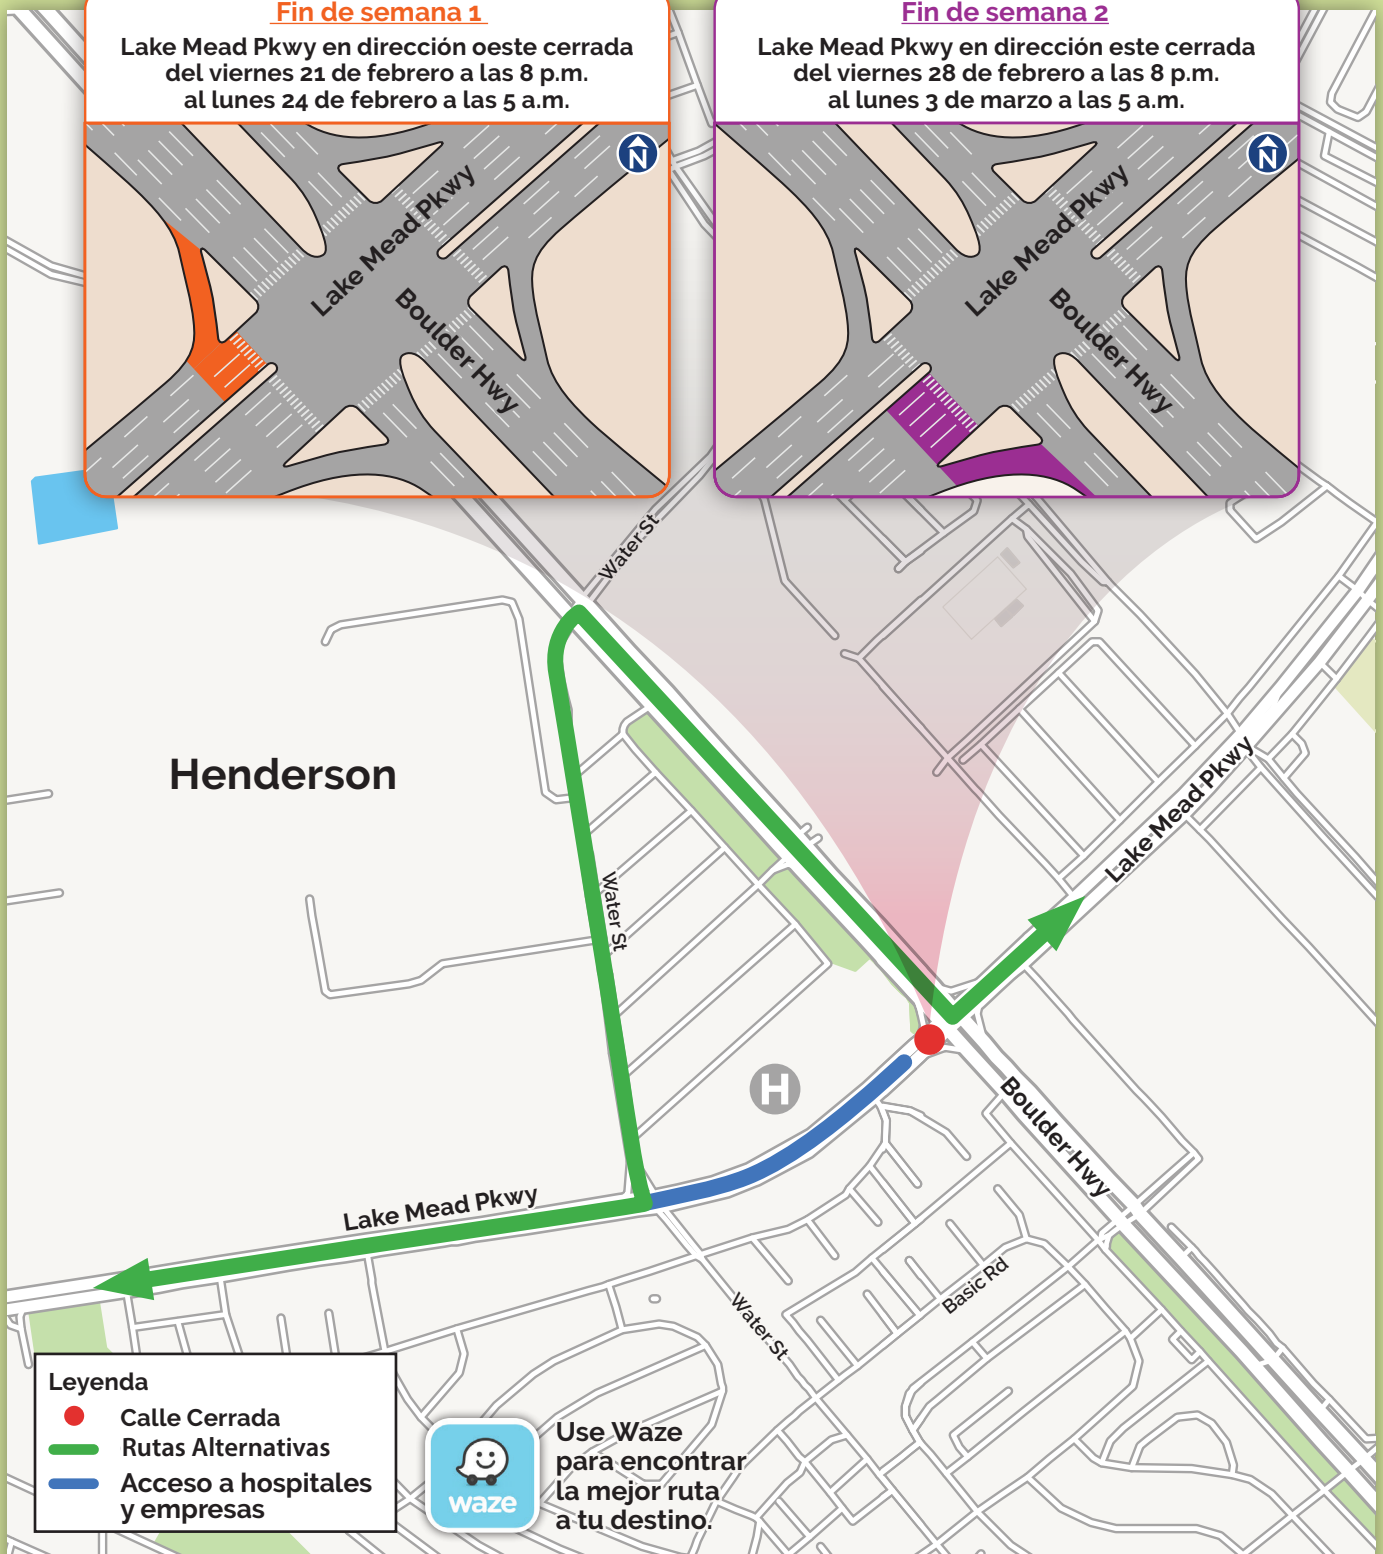 Fin de semana 1
Lake Mead Pkwy en dirección oeste cerrada
del viernes 21 de febrero a las 8 p.m.
al lunes 24 de febrero a las 5 a.m.
N
Lake Mead Pkwy
Boulder Hwy
Fin de semana 2
Lake Mead Pkwy en dirección este cerrada
del viernes 28 de febrero a las 8 p.m.
al lunes 3 de marzo a las 5 a.m.
N
Lake Mead Pkwy
Boulder Hwy
Water St
Henderson
Lake Mead Pkwy
Water St
H
Boulder Hwy
Lake Mead Pkwy
Basic Rd
Water St
Leyenda
Calle Cerrada
Rutas Alternativas
Acceso a hospitales
y empresas
waze
Use Waze
para encontrar
la mejor ruta
a tu destino.